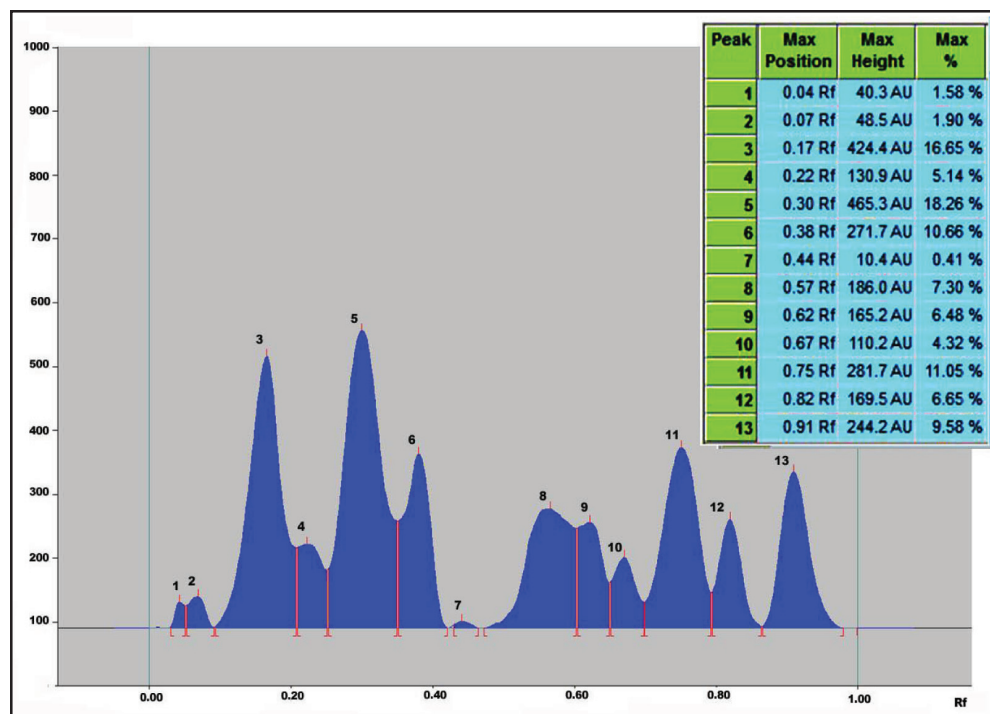 Peak Max Position Max Height Max %
1 0.04 Rf 40.3 AU 1.58 %
2 0.07 Rf 48.5 AU 1.90 %
3 0.17 Rf 424.4 AU 16.65 %
4 0.22 Rf 130.9 AU 5.14 %
5 0.30 Rf 465.3 AU 18.26 %
6 0.38 Rf 271.7 AU 10.66 %
7 0.44 Rf 10.4 AU 0.41 %
8 0.57 Rf 186.0 AU 7.30 %
9 0.62 Rf 165.2 AU 6.48 %
10 0.67 Rf 110.2 AU 4.32 %
11 0.75 Rf 281.7 AU 11.05 %
12 0.82 Rf 169.5 AU 6.65 %
13 0.91 Rf 244.2 AU 9.58 %
1000
900
800
700
600
500
400
300
200
100
1
2
3
4
5
6
7
8
9
10
11
12
13
0.00 0.20 0.40 0.60 0.80 1.00
Rf